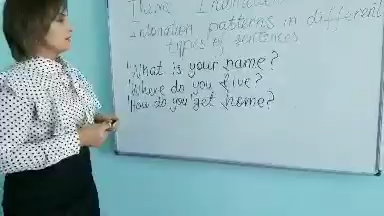 Theme Intonation
Intonation patterns in different
types of sentences
'What is your name?
'Where do you live?
'How do you 'get home?